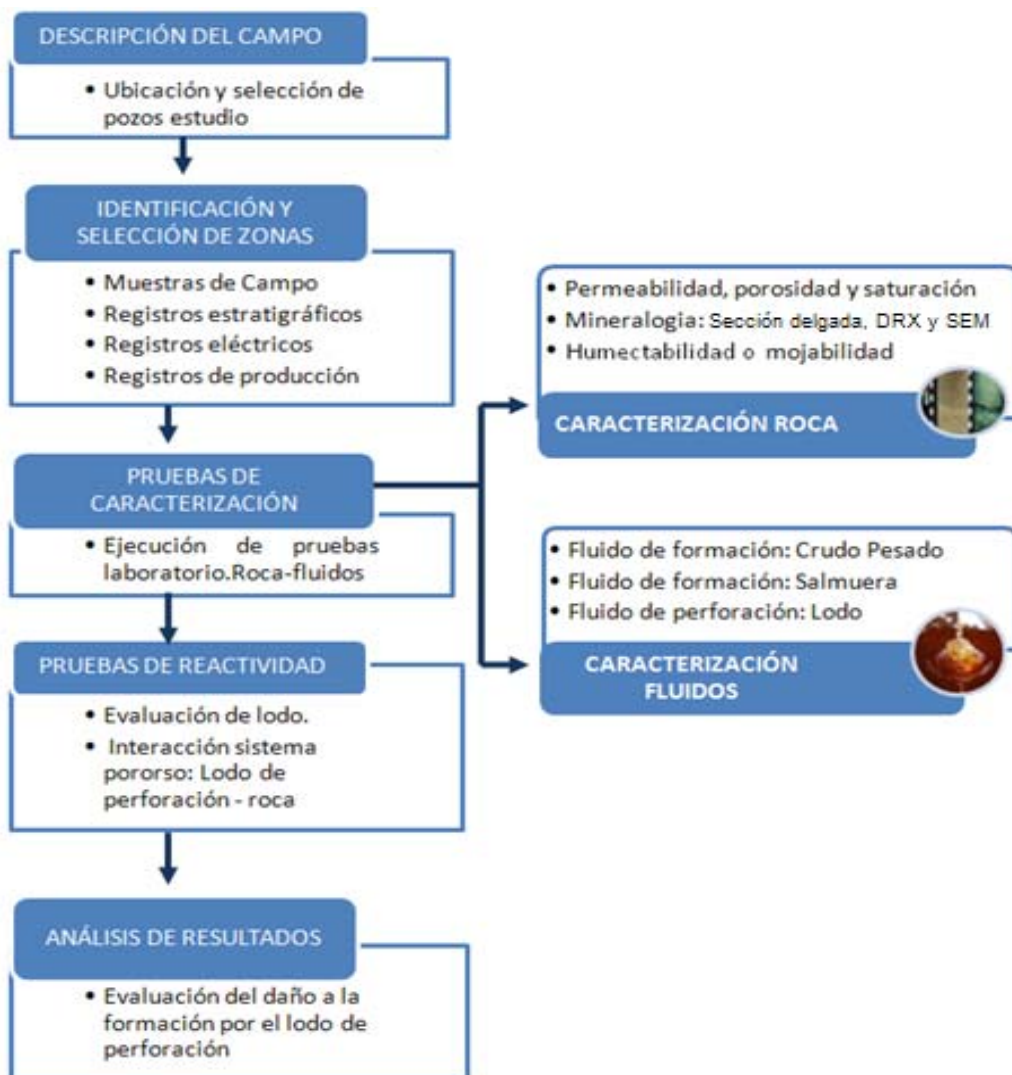 DESCRIPCIÓN DEL CAMPO
• Ubicación y selección de
pozos estudio
IDENTIFICACIÓN Y
SELECCIÓN DE ZONAS
• Muestras de Campo
• Registros estratigráficos
• Registros eléctricos
• Registros de producción
PRUEBAS DE
CARACTERIZACIÓN
• Ejecución de pruebas
laboratorio.Roca-fluidos
• Permeabilidad, porosidad y saturación
• Mineralogia: Sección delgada, DRX y SEM
• Humectabilidad o mojabilidad
CARACTERIZACIÓN ROCA
• Fluido de formación: Crudo Pesado
• Fluido de formación: Salmuera
• Fluido de perforación: Lodo
CARACTERIZACIÓN
FLUIDOS
PRUEBAS DE REACTIVIDAD
• Evaluación de lodo.
• Interacción sistema
pororso: Lodo de
perforación - roca
ANÁLISIS DE RESULTADOS
• Evaluación del daño a la
formación por el lodo de
perforación